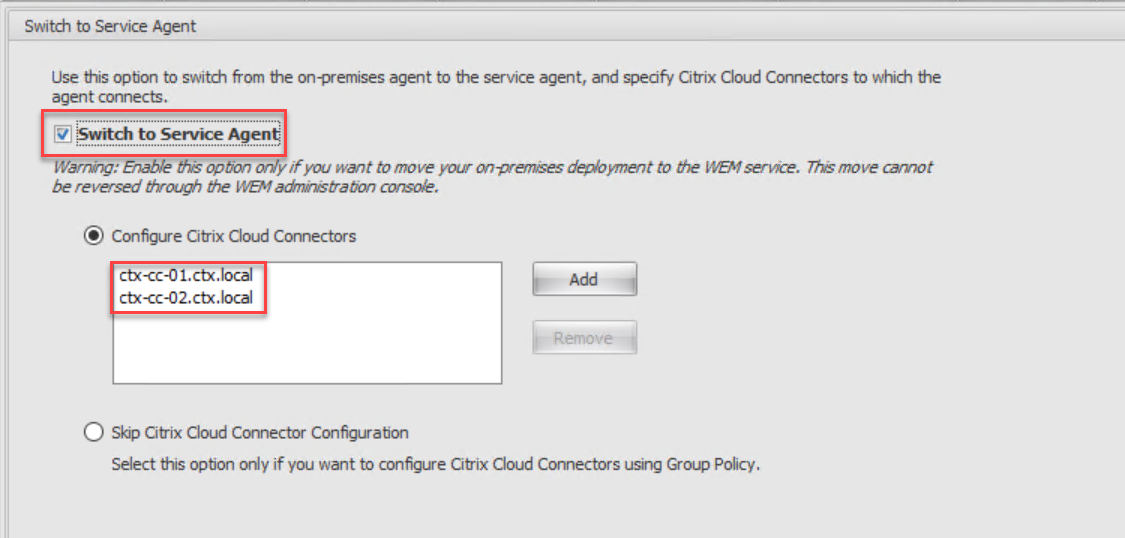 Switch to Service Agent
Use this option to switch from the on-premises agent to the service agent, and specify Citrix Cloud Connectors to which the
agent connects.
Switch to Service Agent
Warning: Enable this option only if you want to move your on-premises deployment to the WEM service. This move cannot
be reversed through the WEM administration console.
Configure Citrix Cloud Connectors
ctx-cc-01.ctx.local
ctx-cc-02.ctx.local
Add
Remove
Skip Citrix Cloud Connector Configuration
Select this option only if you want to configure Citrix Cloud Connectors using Group Policy.